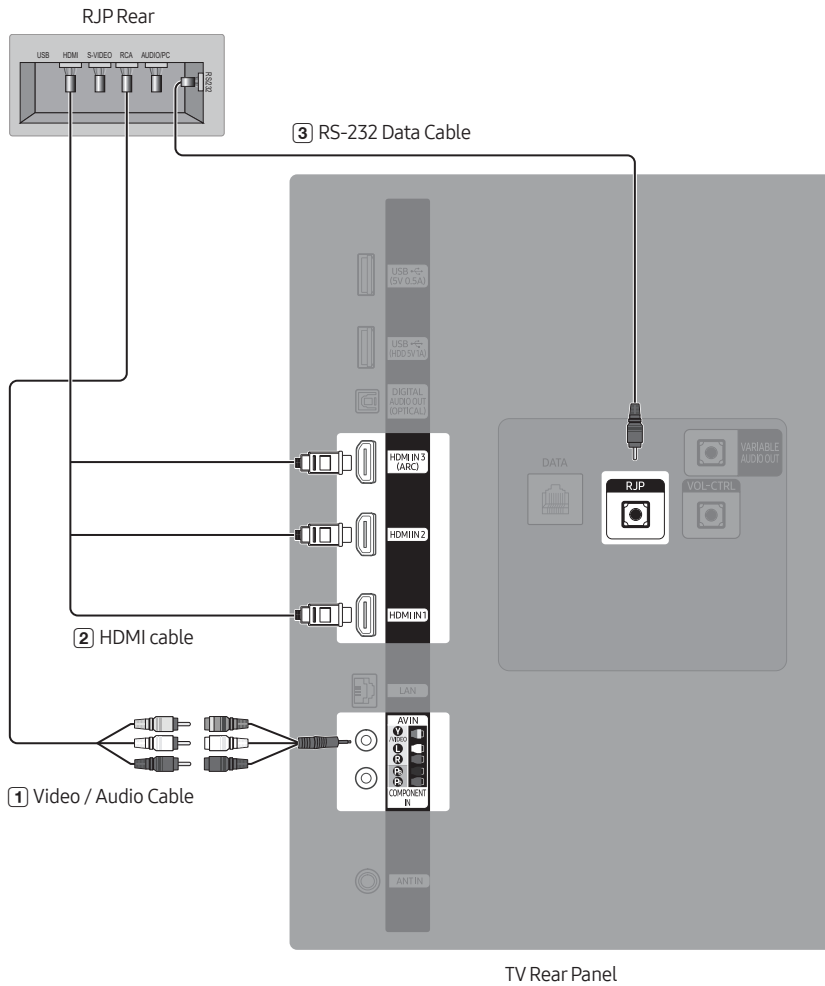 RJP Rear
USB HDMI S-VIDEO RCA AUDIO/PC
RS232
3 RS-232 Data Cable
USB
(5V 0.5A)
USB
(HDD 5V 1A)
DIGITAL
AUDIO OUT
(OPTICAL)
HDMI IN 3
(ARC)
HDMI IN 2
HDMI IN 1
DATA
RJP
VARIABLE
AUDIO OUT
VOL-CTRL
2 HDMI cable
LAN
AV IN
Y
/VIDEO
L
R
PB
PR
COMPONENT
IN
1 Video / Audio Cable
ANT IN
TV Rear Panel